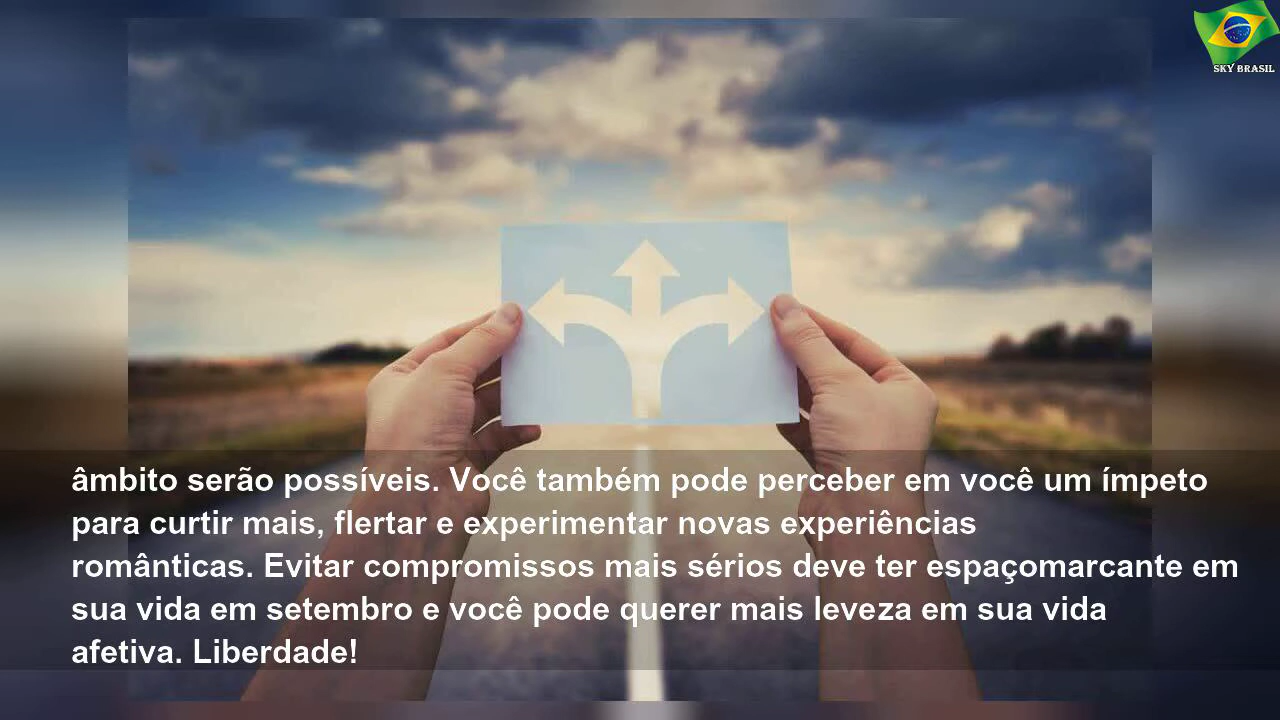 SKY BRASIL
âmbito serão possíveis. Você também pode perceber em você um ímpeto
para curtir mais, flertar e experimentar novas experiências
românticas. Evitar compromissos mais sérios deve ter espaçomarcante em
sua vida em setembro e você pode querer mais leveza em sua vida
afetiva. Liberdade!